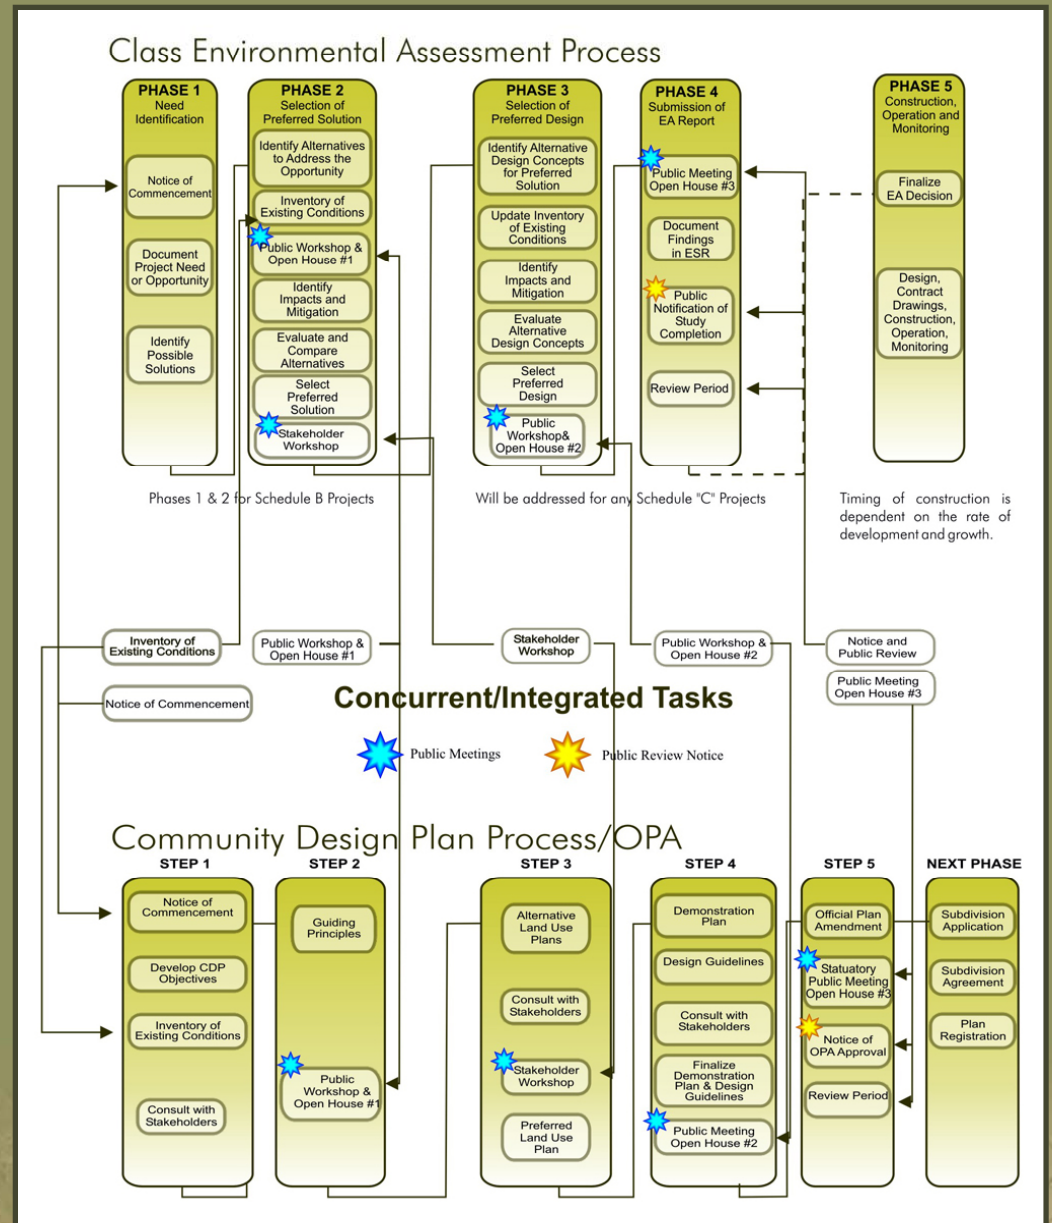 Class Environmental Assessment Process
PHASE 1
Need
Identification
Notice of
Commencement
Document
Project Need
or Opportunity
Identify
Possible
Solutions
PHASE 2
Selection of
Preferred Solution
Identify Alternatives
to Address the
Opportunity
Inventory of
Existing Conditions
Public Workshop &
Open House #1
Identify
Impacts and
Mitigation
Evaluate and
Compare
Alternatives
Select
Preferred
Solution
Stakeholder
Workshop
PHASE 3
Selection of
Preferred Design
Identify Alternative
Design Concepts
for Preferred
Solution
Update Inventory
of Existing
Conditions
Identify
Impacts and
Mitigation
Evaluate
Alternative
Design Concepts
Select
Preferred
Design
Public
Workshop&
Open House #2
PHASE 4
Submission of
EA Report
Public Meeting
Open House #3
Document
Findings
in ESR
Public
Notification of
Study
Completion
Review Period
PHASE 5
Construction,
Operation and
Monitoring
Finalize
EA Decision
Design,
Contract
Drawings,
Construction,
Operation,
Monitoring
Phases 1 & 2 for Schedule B Projects
Will be addressed for any Schedule "C" Projects
Timing of construction is
dependent on the rate of
development and growth.
Inventory of
Existing Conditions
Public Workshop &
Open House #1
Stakeholder
Workshop
Public Workshop &
Open House #2
Notice and
Public Review
Notice of Commencement
Public Meeting
Open House #3
Concurrent/Integrated Tasks
Public Meetings
Public Review Notice
Community Design Plan Process/OPA
STEP 1
Notice of
Commencement
Develop CDP
Objectives
Inventory of
Existing Conditions
Consult with
Stakeholders
STEP 2
Guiding
Principles
Public
Workshop &
Open House #1
STEP 3
Alternative
Land Use
Plans
Consult with
Stakeholders
Stakeholder
Workshop
Preferred
Land Use
Plan
STEP 4
Demonstration
Plan
Design Guidelines
Consult with
Stakeholders
Finalize
Demonstration
Plan & Design
Guidelines
Public Meeting
Open House #2
STEP 5
Official Plan
Amendment
Statuatory
Public Meeting
Open House #3
Notice of
OPA Approval
Review Period
NEXT PHASE
Subdivision
Application
Subdivision
Agreement
Plan
Registration